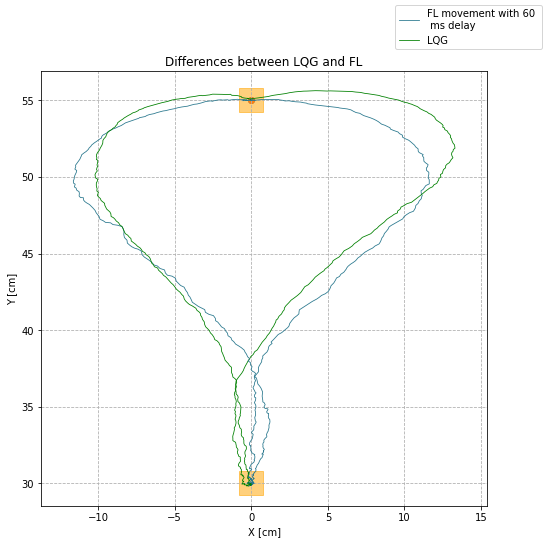 FL movement with 60
ms delay
LQG
Differences between LQG and FL
55
50
45
40
35
30
Y [cm]
−10
−5
0
5
10
15
X [cm]